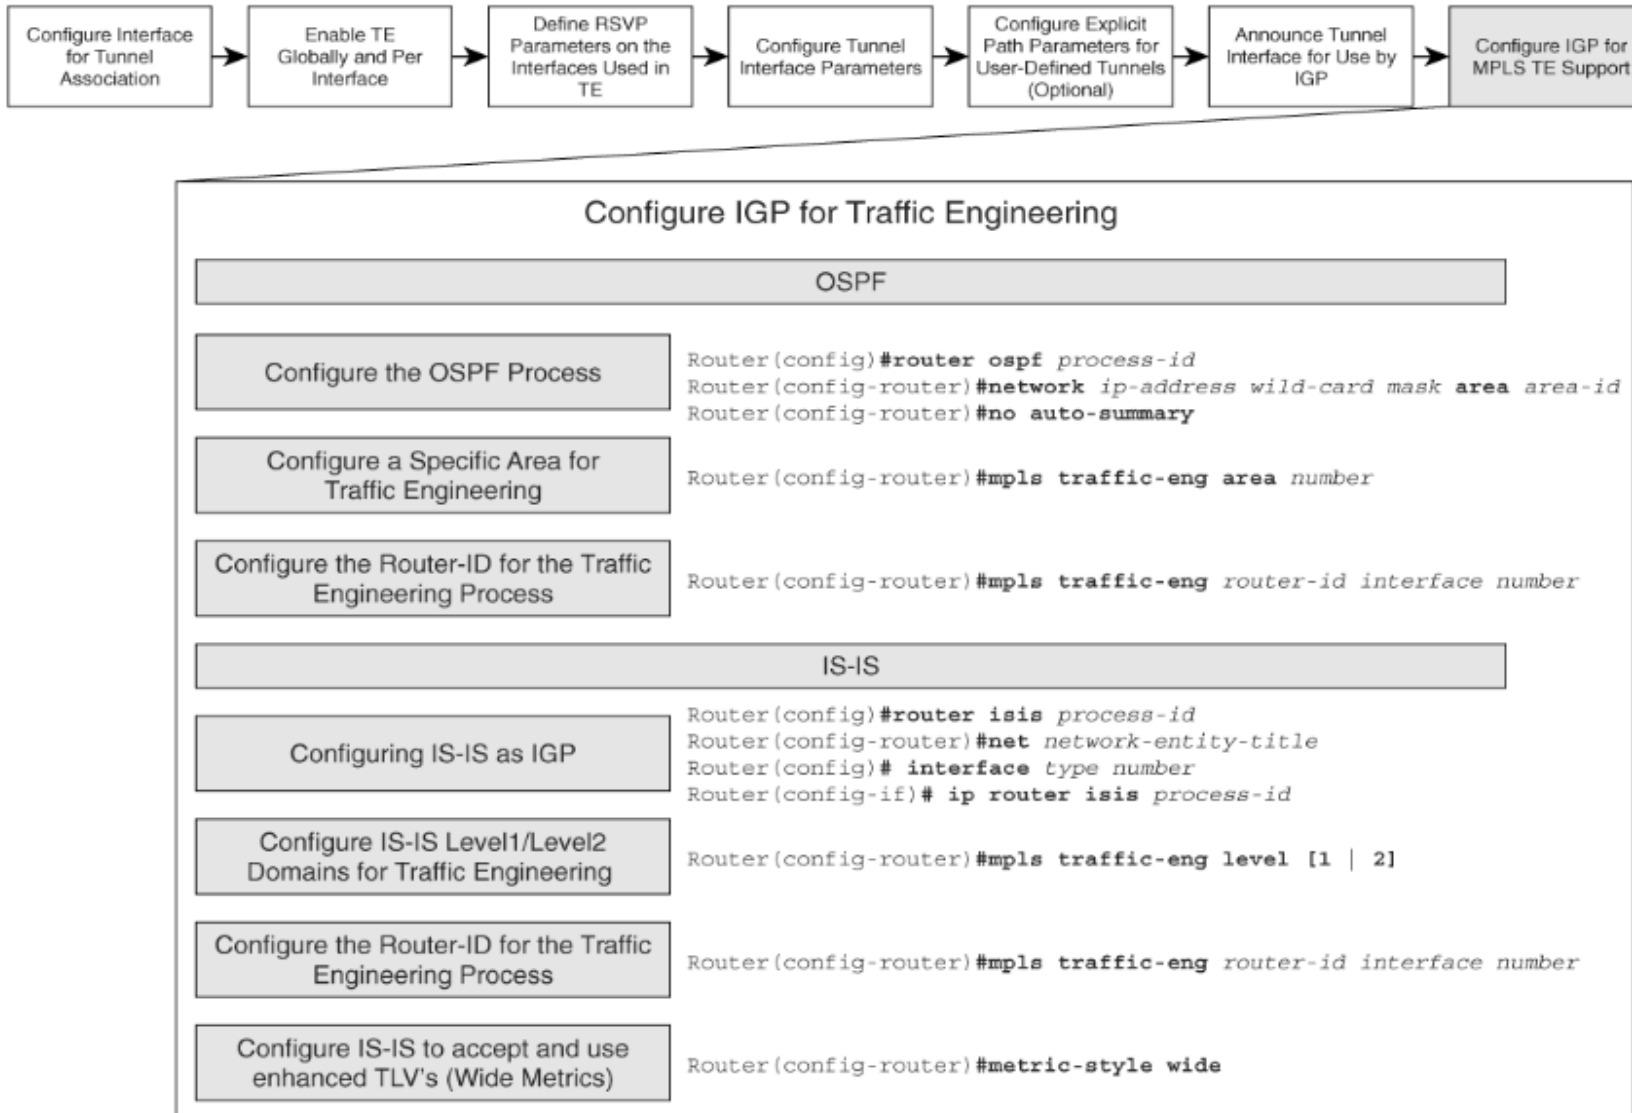 Configure Interface
for Tunnel
Association
Enable TE
Globally and Per
Interface
Define RSVP
Parameters on the
Interfaces Used in
TE
Configure Tunnel
Interface Parameters
Configure Explicit
Path Parameters for
User-Defined Tunnels
(Optional)
Announce Tunnel
Interface for Use by
IGP
Configure IGP for
MPLS TE Support
Configure IGP for Traffic Engineering
OSPF
Configure the OSPF Process
Router(config)#router ospf process-id
Router(config-router)#network ip-address wild-card mask area area-id
Router(config-router)#no auto-summary
Configure a Specific Area for
Traffic Engineering
Router(config-router)#mpls traffic-eng area number
Configure the Router-ID for the Traffic
Engineering Process
Router(config-router)#mpls traffic-eng router-id interface number
IS-IS
Configuring IS-IS as IGP
Router(config)#router isis process-id
Router(config-router)#net network-entity-title
Router(config)# interface type number
Router(config-if)# ip router isis process-id
Configure IS-IS Level1/Level2
Domains for Traffic Engineering
Router(config-router)#mpls traffic-eng level [1 | 2]
Configure the Router-ID for the Traffic
Engineering Process
Router(config-router)#mpls traffic-eng router-id interface number
Configure IS-IS to accept and use
enhanced TLV's (Wide Metrics)
Router(config-router)#metric-style wide